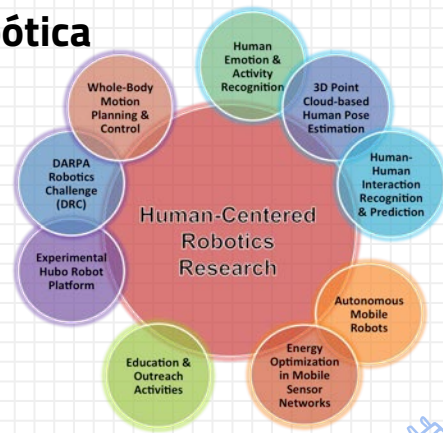 ótica
Human
Emotion &
Activity
Recognition
3D Point
Cloud-based
Human Pose
Estimation
Human-
Human
Interaction
Recognition
& Prediction
Autonomous
Mobile
Robots
Energy
Optimization
in Mobile
Sensor
Networks
Education &
Outreach
Activities
Experimental
Hubo Robot
Platform
DARPA
Robotics
Challenge
(DRC)
Whole-Body
Motion
Planning &
Control
Human-Centered
Robotics
Research